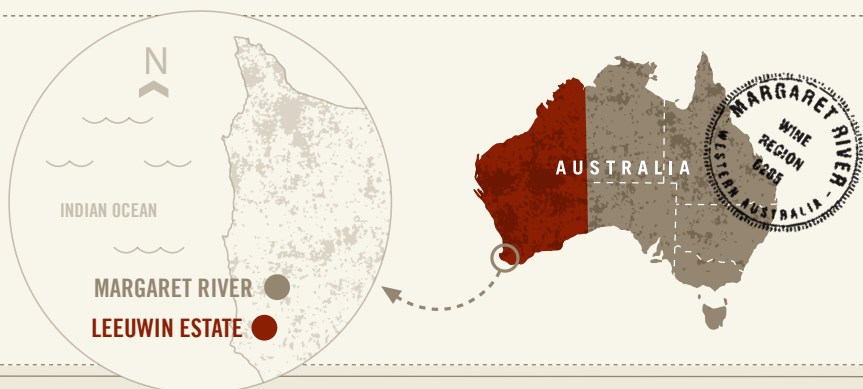 N
INDIAN OCEAN
MARGARET RIVER
LEEUWIN ESTATE
AUSTRALIA
MARGARET RIVER
WINE
REGION
6285
WESTERN AUSTRALIA -